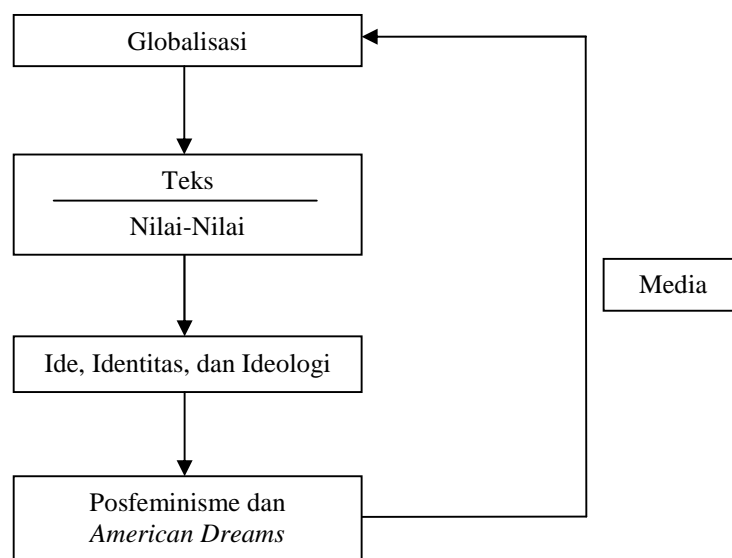 Globalisasi
Teks
Nilai-Nilai
Media
Ide, Identitas, dan Ideologi
Posfeminisme dan
American Dreams